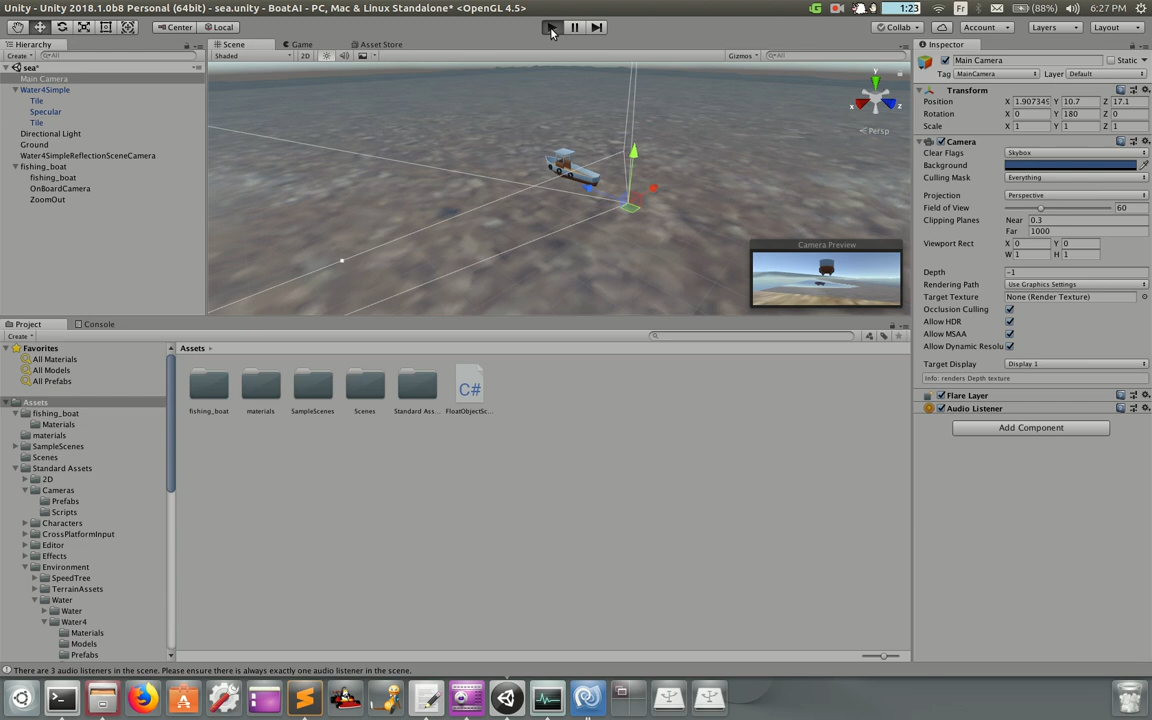 Unity - Unity 2018.1.0b8 Personal (64bit) - sea.unity - BoatAI - PC, Mac & Linux Standalone* <OpenGL 4.5>
1:23 Fr (88%) 6:27 PM
Center Local Collab Account Layers Layout
Hierarchy
Create All
sea*
Main Camera
Water4Simple
Tile
Specular
Tile
Directional Light
Ground
Water4SimpleReflectionSceneCamera
fishing_boat
fishing_boat
OnBoardCamera
ZoomOut
Scene Game Asset Store
Shaded 2D Gizmos All
y
x
z
Persp
Camera Preview
Inspector
Main Camera Static
Tag MainCamera Layer Default
Transform
Position X 1.907349 Y 10.7 Z 17.1
Rotation X 0 Y 180 Z 0
Scale X 1 Y 1 Z 1
Camera
Clear Flags Skybox
Background
Culling Mask Everything
Projection Perspective
Field of View 60
Clipping Planes Near 0.3
Far 1000
Viewport Rect X 0 Y 0
W 1 H 1
Depth -1
Rendering Path Use Graphics Settings
Target Texture None (Render Texture)
Occlusion Culling
Allow HDR
Allow MSAA
Allow Dynamic Resolu
Target Display Display 1
Info: renders Depth texture
Flare Layer
Audio Listener
Add Component
Project Console
Create
Favorites
All Materials
All Models
All Prefabs
Assets
fishing_boat
Materials
materials
SampleScenes
Scenes
Standard Assets
2D
Cameras
Prefabs
Scripts
Characters
CrossPlatformInput
Editor
Effects
Environment
SpeedTree
TerrainAssets
Water
Water
Water4
Materials
Models
Prefabs
Assets
C#
fishing_boat materials SampleScenes Scenes Standard Ass... FloatObjectSc...
There are 3 audio listeners in the scene. Please ensure there is always exactly one audio listener in the scene.